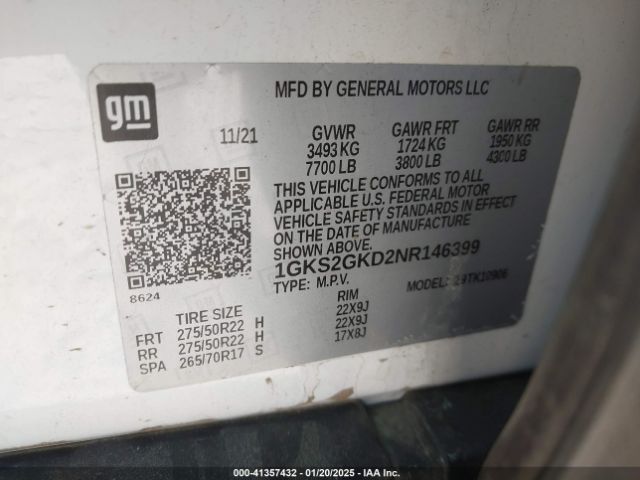 gm
MFD BY GENERAL MOTORS LLC
11/21 GVWR GAWR FRT GAWR RR
3493 KG 1724 KG 1950 KG
7700 LB 3800 LB 4300 LB
THIS VEHICLE CONFORMS TO ALL
APPLICABLE U.S. FEDERAL MOTOR
VEHICLE SAFETY STANDARDS IN EFFECT
ON THE DATE OF MANUFACTURE
SHOWN ABOVE.
1GKS2GKD2NR146399
TYPE: M.P.V. MODEL:
8624
TIRE SIZE RIM
FRT 275/50R22 H 22X9J
RR 275/50R22 H 22X9J
SPA 265/70R17 S 17X8J
000-41357432 - 01/20/2025 - IAA Inc.